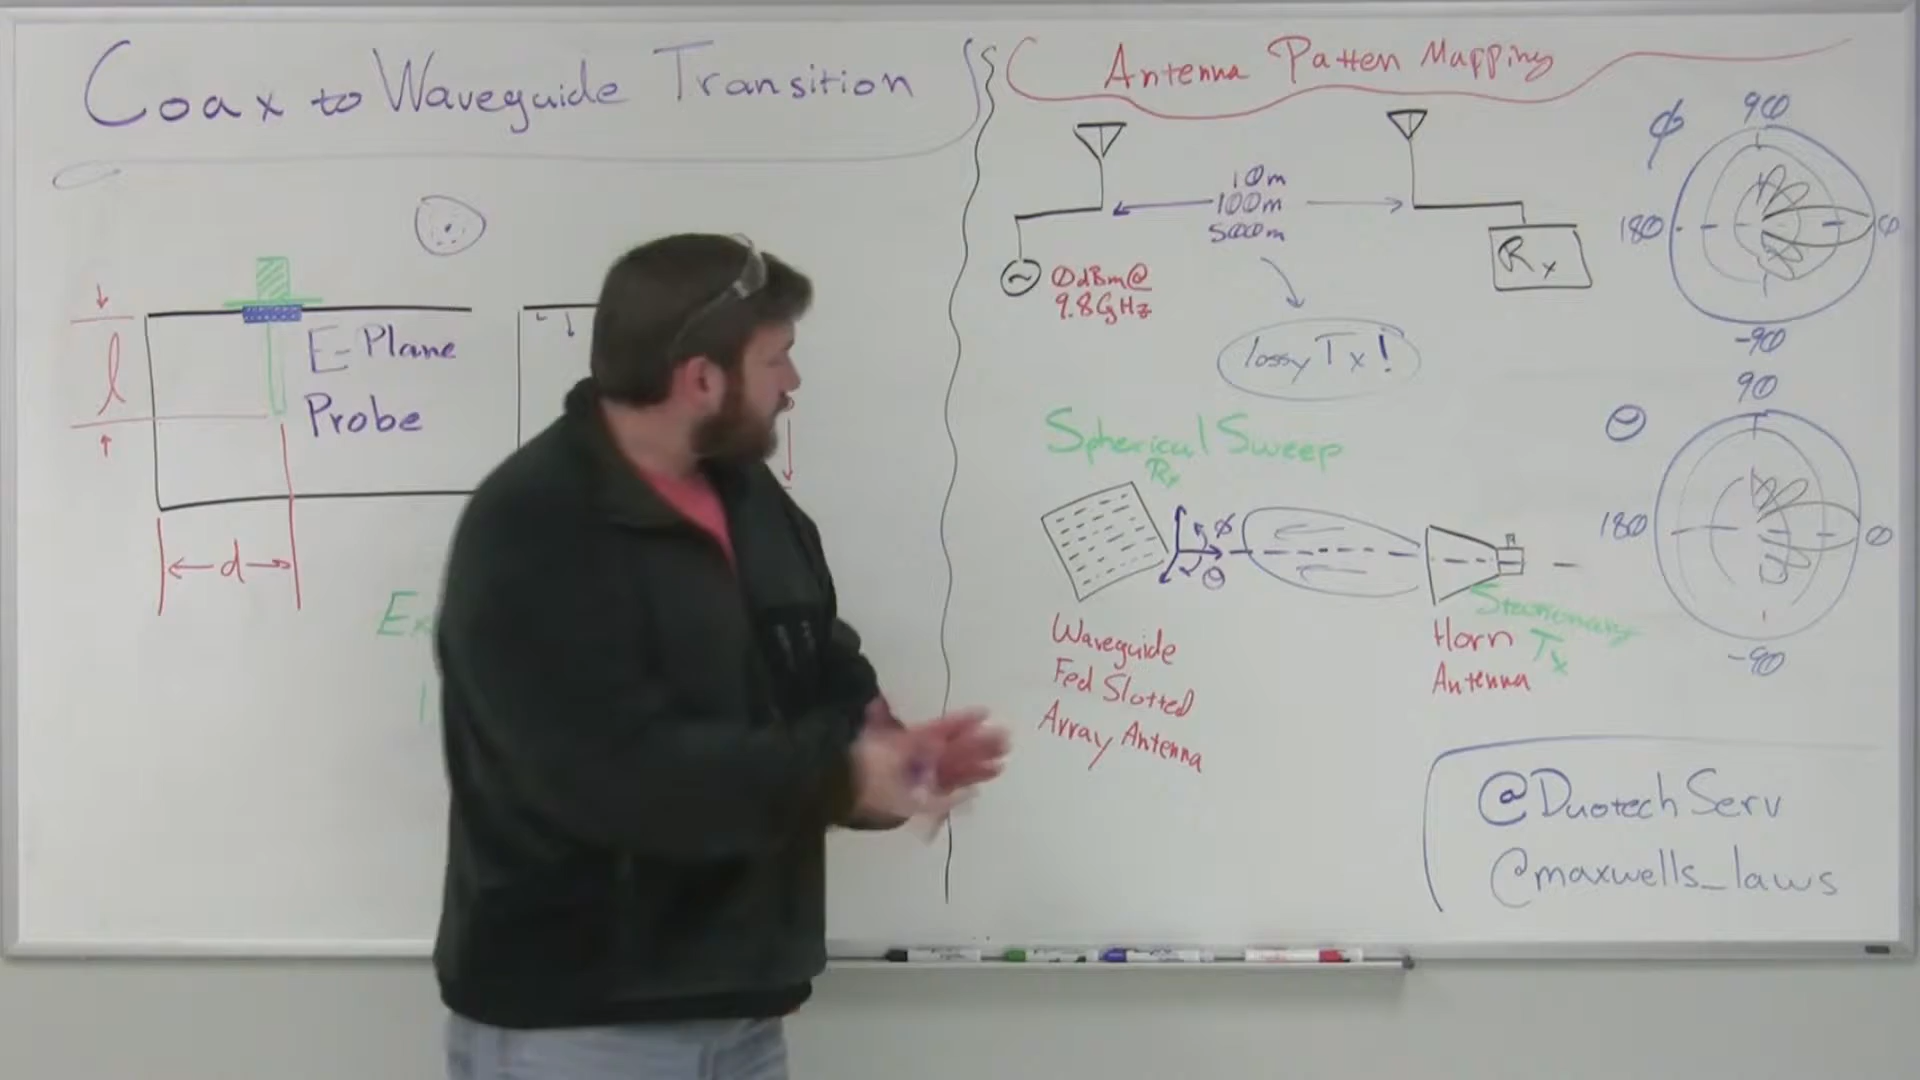 Coax to Waveguide Transition
l
E-Plane
Probe
d
Antenna Patten Mapping
10m
100m
500m
0dBm@
9.8GHz
Rx
lossy Tx!
Spherical Sweep
Rx
ϕ
θ
Waveguide
Fed Slotted
Array Antenna
Stationary
Tx
Horn
Antenna
ϕ
90
180
0
-90
θ
90
180
0
-90
@DuotechServ
@maxwells_laws